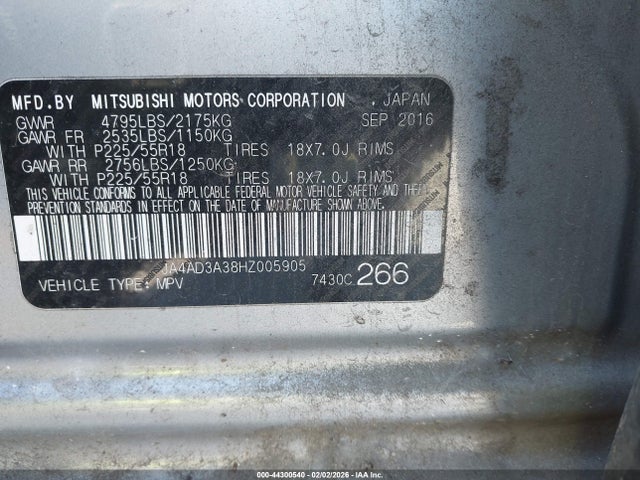 MFD.BY MITSUBISHI MOTORS CORPORATION . JAPAN
GVWR 4795LBS/2175KG SEP 2016
GAWR FR 2535LBS/1150KG
WITH P225/55R18 TIRES 18X7.0J RIMS
GAWR RR 2756LBS/1250KG
WITH P225/55R18 TIRES 18X7.0J RIMS
THIS VEHICLE CONFORMS TO ALL APPLICABLE FEDERAL MOTOR VEHICLE SAFETY AND THEFT
PREVENTION STANDARDS IN EFFECT ON THE DATE OF MANUFACTURE SHOWN ABOVE.
JA4AD3A38HZ005905
VEHICLE TYPE: MPV 7430C 266
000-44300540 - 02/02/2026 - IAA Inc.